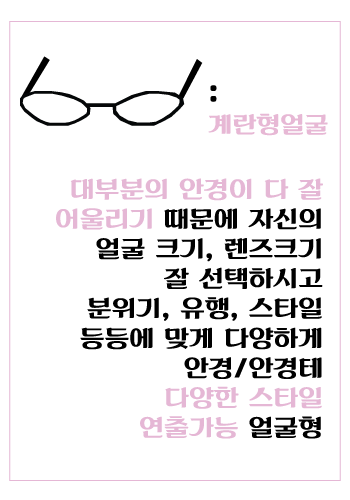 :
계란형얼굴
대부분의 안경이 다 잘
어울리기 때문에 자신의
얼굴 크기, 렌즈크기
잘 선택하시고
분위기, 유행, 스타일
등등에 맞게 다양하게
안경/안경테
다양한 스타일
연출가능 얼굴형